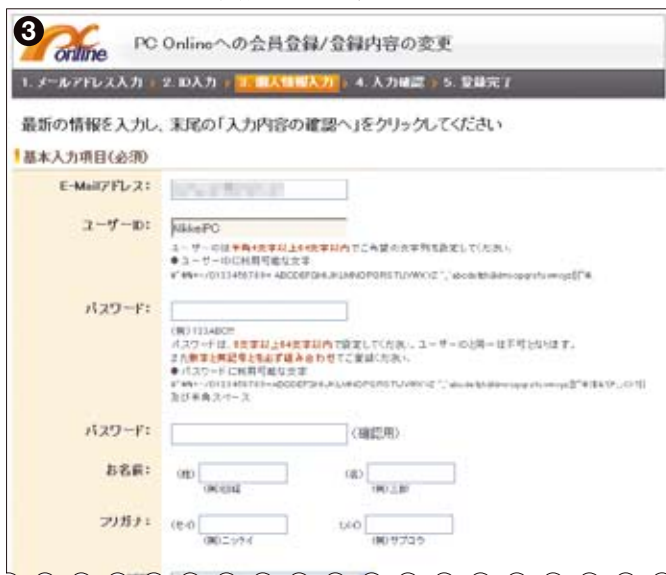 3
PC online
PC Onlineへの会員登録/登録内容の変更
1. メールアドレス入力 2. ID入力 3. 個人情報入力 4. 入力確認 5. 登録完了
最新の情報を入力し、末尾の「入力内容の確認へ」をクリックしてください
基本入力項目(必須)
E-Mailアドレス:
ユーザーID:
NikkeiPC
ユーザーIDは半角4文字以上64文字以内でご希望の文字列を設定してください。
●ユーザーIDに利用可能な文字
パスワード:
(例)123ABC!!!
パスワードは、8文字以上64文字以内で設定してください。ユーザーIDと同一は不可となります。
また数字と英記号とを必ず組み合わせてご登録ください。
●パスワードに利用可能な文字
及び半角スペース
パスワード:
(確認用)
お名前:
(姓) (名)
(例)日経 (例)三郎
フリガナ:
(セイ) (メイ)
(例)ニッケイ (例)サブロウ